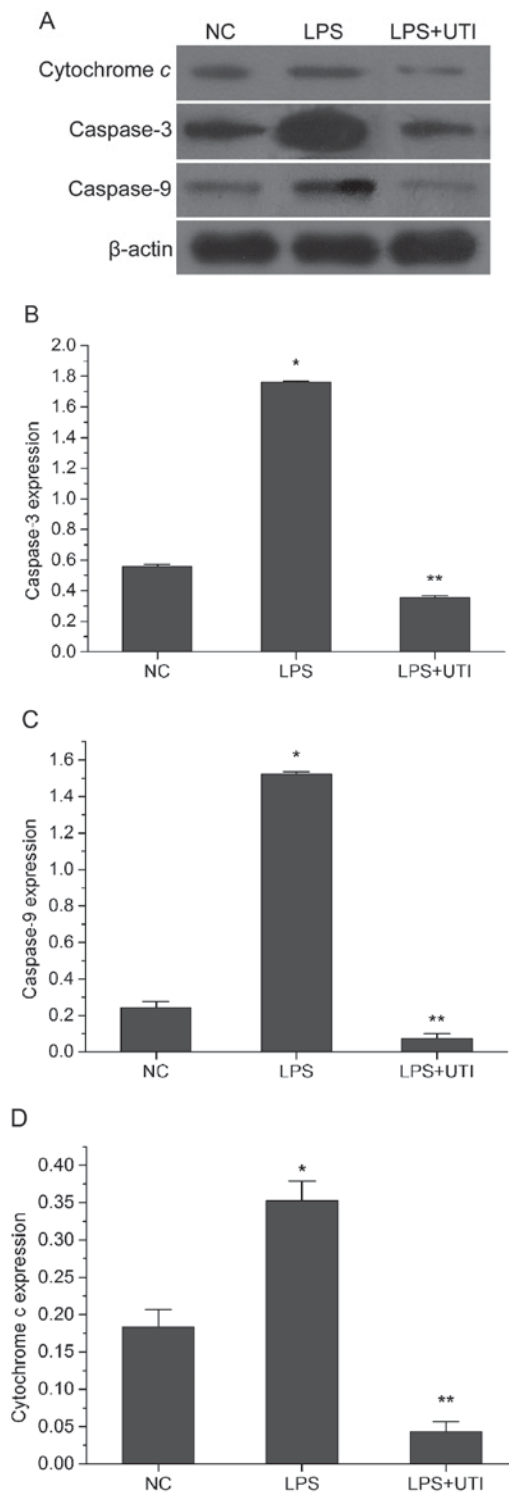 A
NC LPS LPS+UTI
Cytochrome c
Caspase-3
Caspase-9
β-actin
B
Caspase-3 expression
2.0
1.8
1.6
1.4
1.2
1.0
0.8
0.6
0.4
0.2
0.0
*
**
NC LPS LPS+UTI
C
Caspase-9 expression
1.6
1.4
1.2
1.0
0.8
0.6
0.4
0.2
0.0
*
**
NC LPS LPS+UTI
D
Cytochrome c expression
0.40
0.35
0.30
0.25
0.20
0.15
0.10
0.05
0.00
*
**
NC LPS LPS+UTI